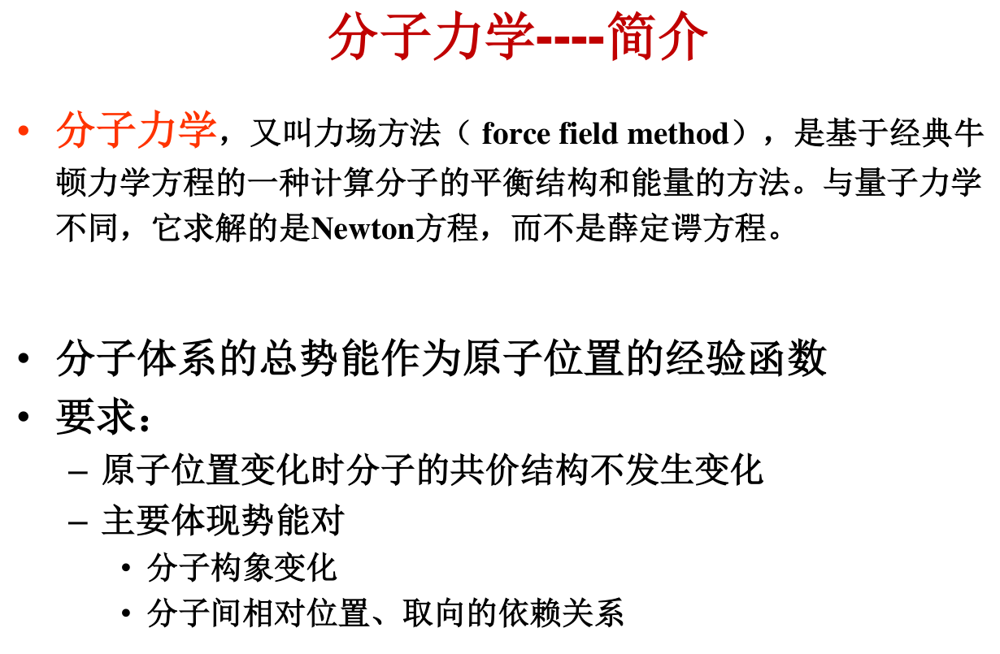 分子力学----简介
• 分子力学，又叫力场方法（ force field method），是基于经典牛
顿力学方程的一种计算分子的平衡结构和能量的方法。与量子力学
不同，它求解的是Newton方程，而不是薛定谔方程。
• 分子体系的总势能作为原子位置的经验函数
• 要求：
– 原子位置变化时分子的共价结构不发生变化
– 主要体现势能对
• 分子构象变化
• 分子间相对位置、取向的依赖关系